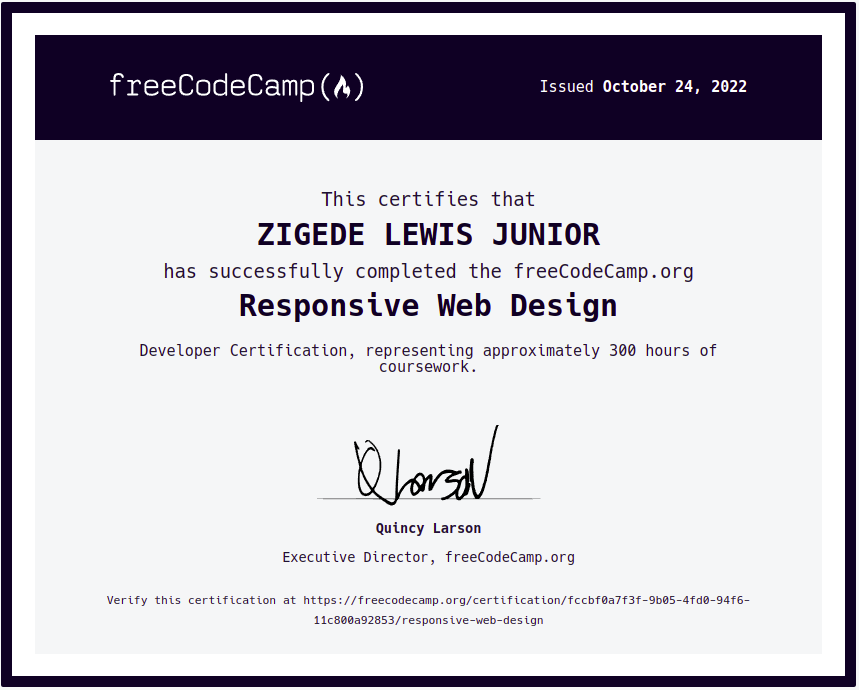 freeCodeCamp
Issued October 24, 2022
This certifies that
ZIGEDE LEWIS JUNIOR
has successfully completed the freeCodeCamp.org
Responsive Web Design
Developer Certification, representing approximately 300 hours of
coursework.
Q Larson
Quincy Larson
Executive Director, freeCodeCamp.org
Verify this certification at https://freecodecamp.org/certification/fccbf0a7f3f-9b05-4fd0-94f6-
11c800a92853/responsive-web-design